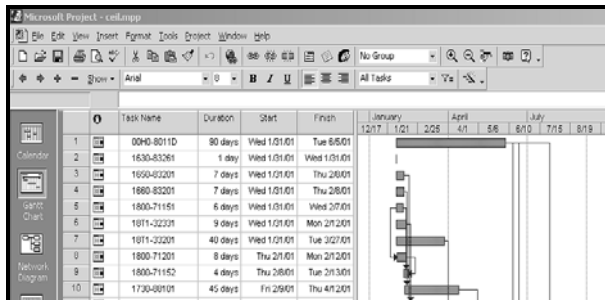 Microsoft Project - ceil.mpp
File Edit View Insert Format Tools Project Window Help
No Group
Show Arial 8 B I U All Tasks
Task Name Duration Start Finish January April July
12/17 1/21 2/25 4/1 5/6 6/10 7/15 8/19
Calendar
Gantt Chart
Network Diagram
1 00H0-8011D 90 days Wed 1/31/01 Tue 6/5/01
2 1630-83261 1 day Wed 1/31/01 Wed 1/31/01
3 1650-83201 7 days Wed 1/31/01 Thu 2/8/01
4 1660-83201 7 days Wed 1/31/01 Thu 2/8/01
5 1800-71151 6 days Wed 1/31/01 Wed 2/7/01
6 18T1-32331 9 days Wed 1/31/01 Mon 2/12/01
7 18T1-33201 40 days Wed 1/31/01 Tue 3/27/01
8 1800-71201 8 days Thu 2/1/01 Mon 2/12/01
9 1800-71152 4 days Thu 2/8/01 Tue 2/13/01
10 1730-88101 45 days Fri 2/9/01 Thu 4/12/01